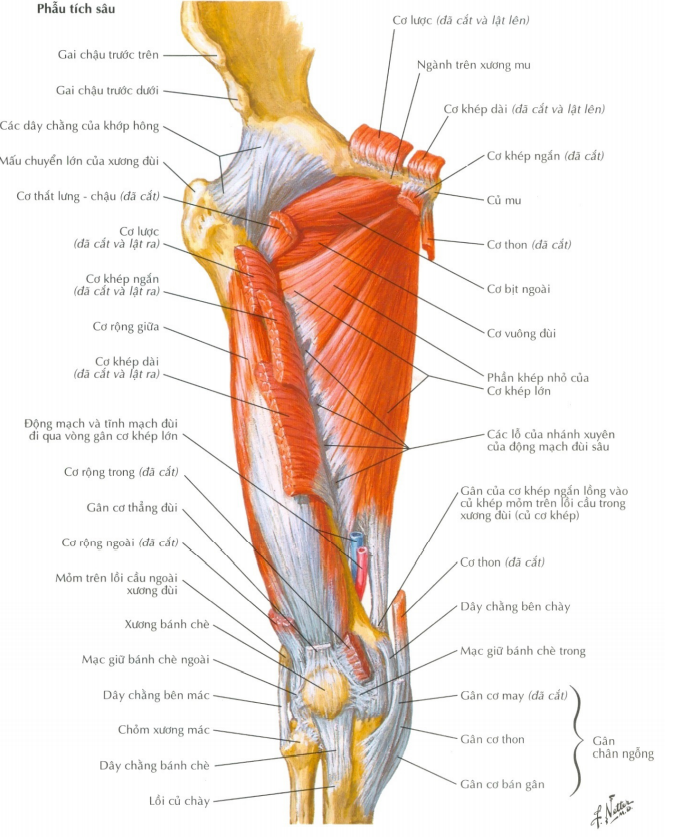 Phẫu tích sâu
Gai chậu trước trên
Gai chậu trước dưới
Các dây chằng của khớp hông
Mấu chuyển lớn của xương đùi
Cơ thắt lưng - chậu (đã cắt)
Cơ lược
(đã cắt và lật ra)
Cơ khép ngắn
(đã cắt và lật ra)
Cơ rộng giữa
Cơ khép dài
(đã cắt và lật ra)
Động mạch và tĩnh mạch đùi
đi qua vòng gân cơ khép lớn
Cơ rộng trong (đã cắt)
Gân cơ thẳng đùi
Cơ rộng ngoài (đã cắt)
Mỏm trên lồi cầu ngoài
xương đùi
Xương bánh chè
Mạc giữ bánh chè ngoài
Dây chằng bên mác
Chỏm xương mác
Dây chằng bánh chè
Lồi củ chày
Cơ lược (đã cắt và lật lên)
Ngành trên xương mu
Cơ khép dài (đã cắt và lật lên)
Cơ khép ngắn (đã cắt)
Củ mu
Cơ thon (đã cắt)
Cơ bịt ngoài
Cơ vuông đùi
Phần khép nhỏ của
Cơ khép lớn
Các lỗ của nhánh xuyên
của động mạch đùi sâu
Gân của cơ khép ngắn lồng vào
củ khép mỏm trên lồi cầu trong
xương đùi (củ cơ khép)
Cơ thon (đã cắt)
Dây chằng bên chày
Mạc giữ bánh chè trong
Gân cơ may (đã cắt)
Gân cơ thon
Gân cơ bán gân
Gân
chân ngỗng
F. Netter
M.D.